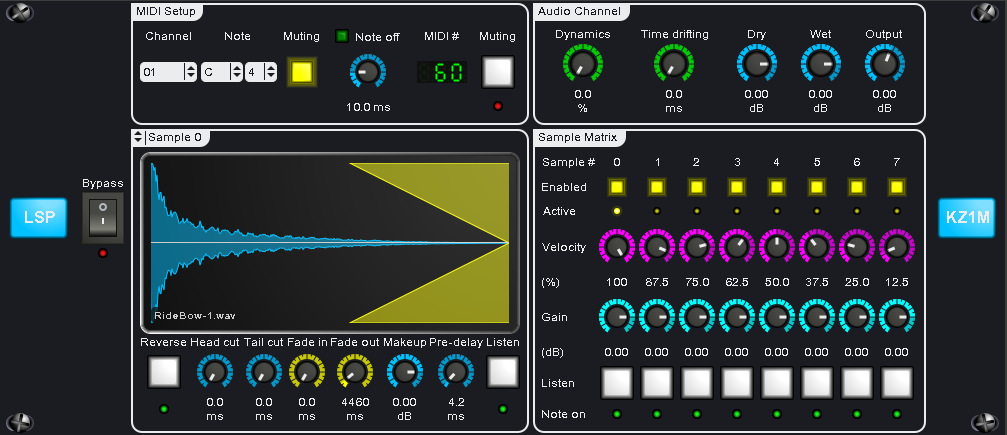 MIDI Setup
Channel Note Muting Note off MIDI # Muting
01 C 4 60
10.0 ms
Audio Channel
Dynamics Time drifting Dry Wet Output
0.0 0.0 0.00 0.00 0.00
% ms dB dB dB
Bypass
LSP
Sample 0
RideBow-1.wav
Reverse Head cut Tail cut Fade in Fade out Makeup Pre-delay Listen
0.0 0.0 0.0 4460 0.00 4.2
ms ms ms ms dB ms
Sample Matrix
Sample # 0 1 2 3 4 5 6 7
Enabled
Active
Velocity
(%) 100 87.5 75.0 62.5 50.0 37.5 25.0 12.5
Gain
(dB) 0.00 0.00 0.00 0.00 0.00 0.00 0.00 0.00
Listen
Note on
KZ1M